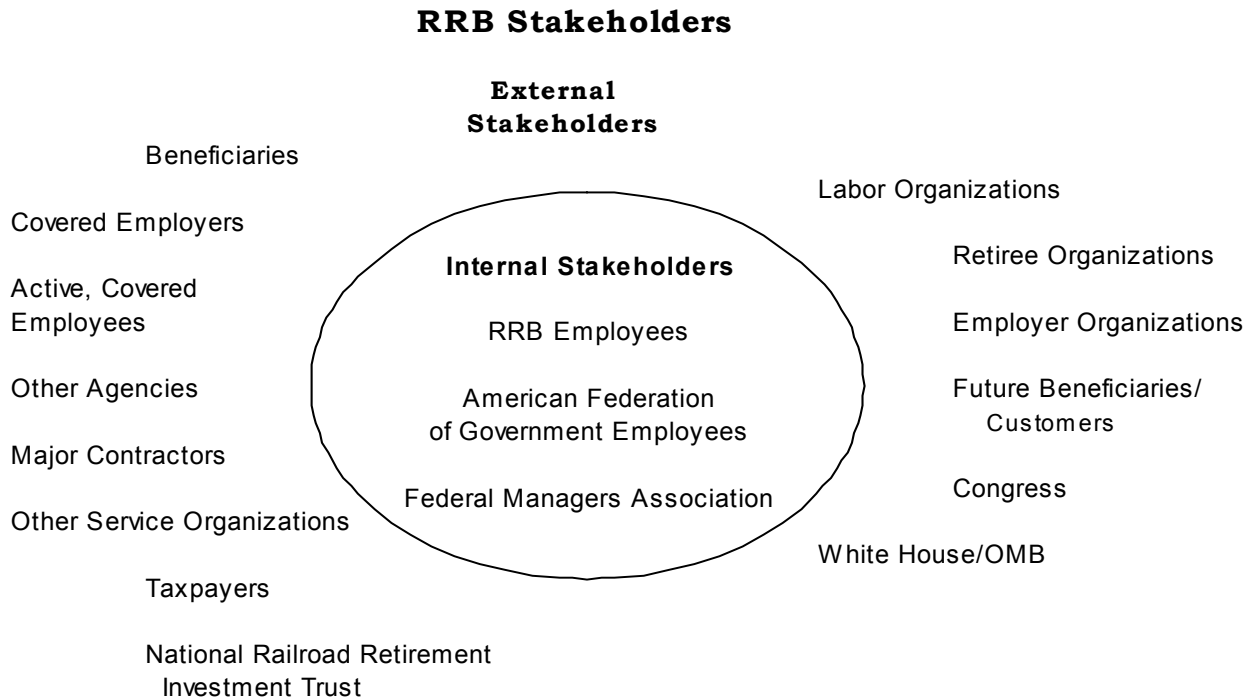 RRB Stakeholders
External
Stakeholders
Beneficiaries
Covered Employers
Active, Covered
Employees
Other Agencies
Major Contractors
Other Service Organizations
Taxpayers
National Railroad Retirement
Investment Trust
Internal Stakeholders
RRB Employees
American Federation
of Government Employees
Federal Managers Association
Labor Organizations
Retiree Organizations
Employer Organizations
Future Beneficiaries/
Customers
Congress
White House/OMB